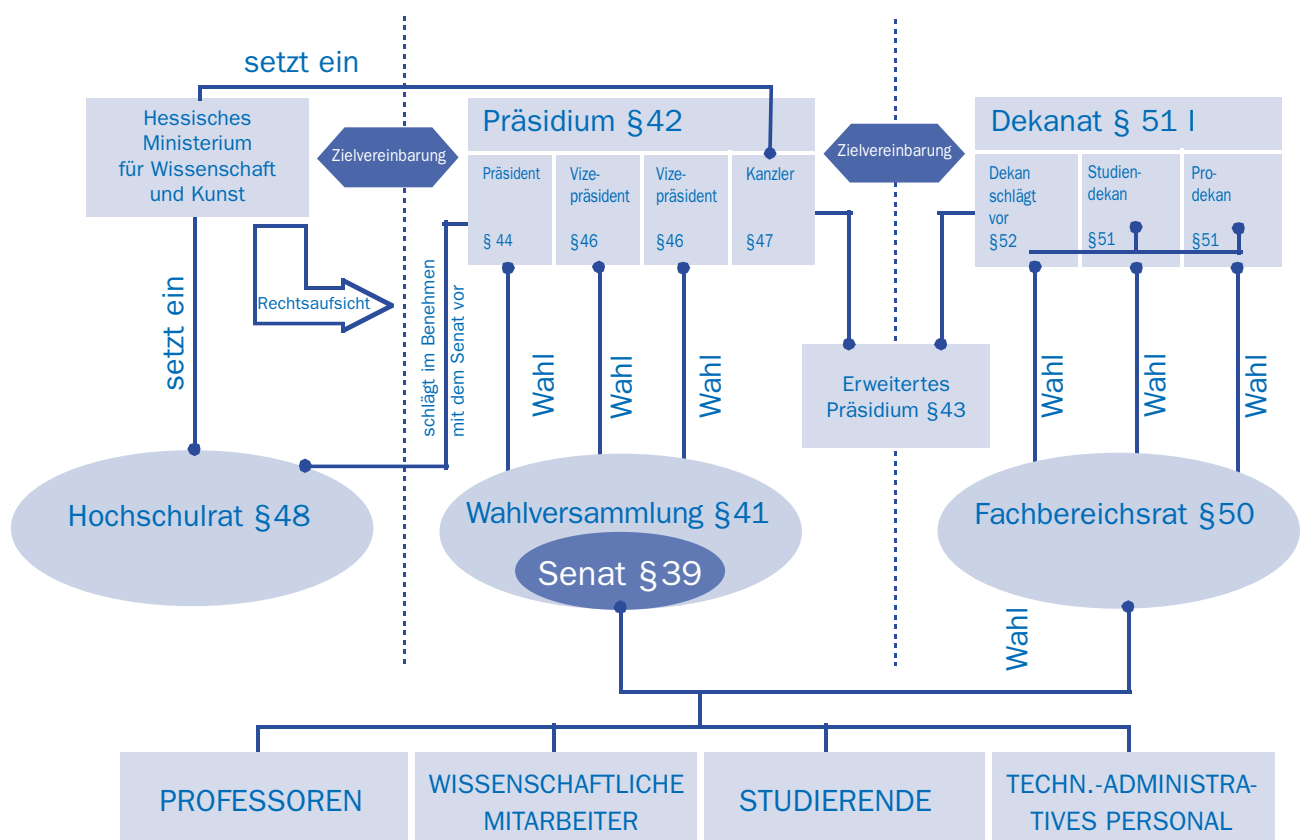 setzt ein
Hessisches
Ministerium
für Wissenschaft
und Kunst
Zielvereinbarung
Präsidium §42
Präsident
§ 44
Vize-
präsident
§46
Vize-
präsident
§46
Kanzler
§47
Zielvereinbarung
Dekanat § 51 I
Dekan
schlägt
vor
§52
Studien-
dekan
§51
Pro-
dekan
§51
setzt ein
Rechtsaufsicht
schlägt im Benehmen
mit dem Senat vor
Wahl
Wahl
Wahl
Erweitertes
Präsidium §43
Wahl
Wahl
Wahl
Hochschulrat §48
Wahlversammlung §41
Senat §39
Fachbereichsrat §50
Wahl
PROFESSOREN
WISSENSCHAFTLICHE
MITARBEITER
STUDIERENDE
TECHN.-ADMINISTRA-
TIVES PERSONAL